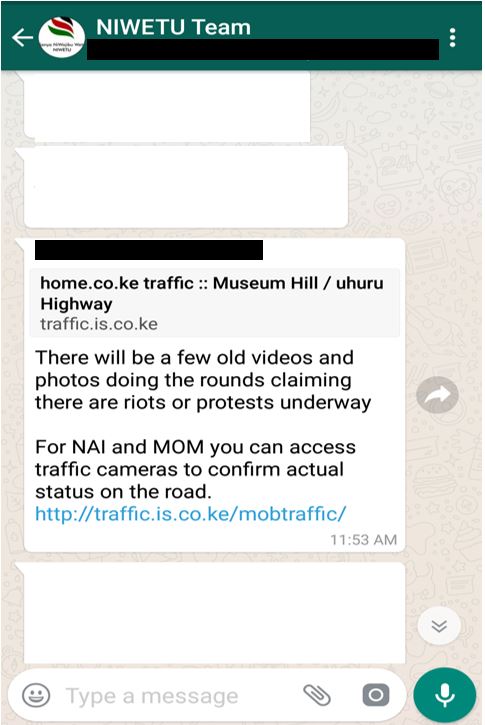 NIWETU Team
NIWETU
home.co.ke traffic :: Museum Hill / uhuru
Highway
traffic.is.co.ke
There will be a few old videos and
photos doing the rounds claiming
there are riots or protests underway
For NAI and MOM you can access
traffic cameras to confirm actual
status on the road.
http://traffic.is.co.ke/mobtraffic/
11:53 AM
Type a message